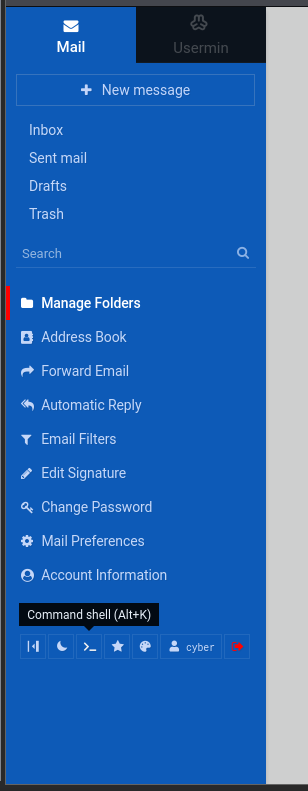 Mail
Usermin
New message
Inbox
Sent mail
Drafts
Trash
Search
Manage Folders
Address Book
Forward Email
Automatic Reply
Email Filters
Edit Signature
Change Password
Mail Preferences
Account Information
Command shell (Alt+K)
cyber